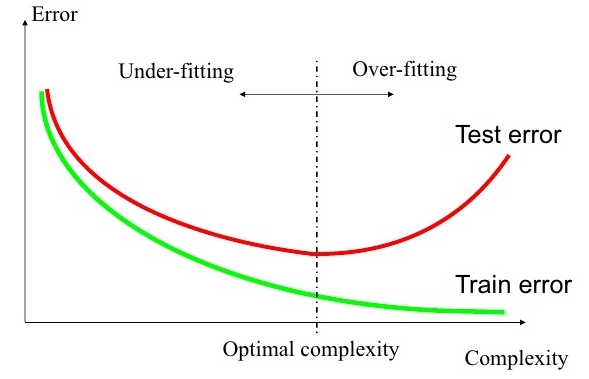 Error
Under-fitting
Over-fitting
Test error
Train error
Optimal complexity
Complexity